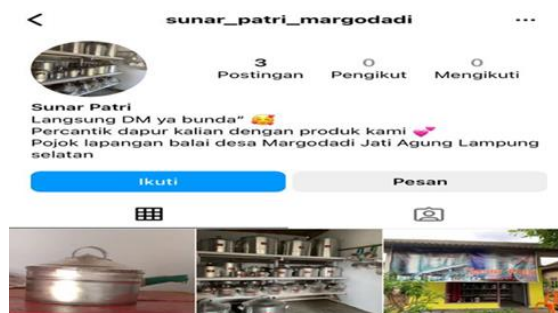 sunar_patri_margodadi
3
0
0
Postingan
Pengikut
Mengikuti
Sunar Patri
Langsung DM ya bunda" 🥰
Percantik dapur kalian dengan produk kami 💞
Pojok lapangan balai desa Margodadi Jati Agung Lampung
selatan
Ikuti
Pesan